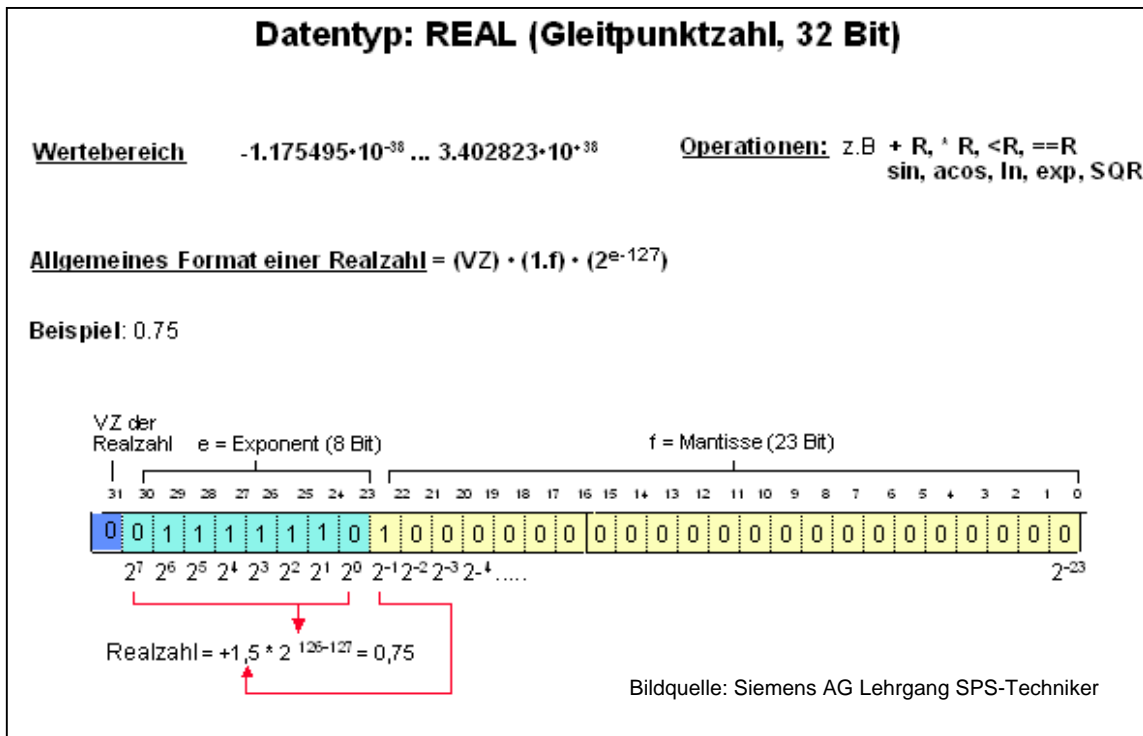 Datentyp: REAL (Gleitpunktzahl, 32 Bit)
Wertebereich -1.175495•10⁻³⁸ ... 3.402823•10⁺³⁸ Operationen: z.B + R, * R, <R, ==R
sin, acos, ln, exp, SQR
Allgemeines Format einer Realzahl = (VZ) • (1.f) • (2ᵉ⁻¹²⁷)
Beispiel: 0.75
VZ der
Realzahl e = Exponent (8 Bit) f = Mantisse (23 Bit)
31 30 29 28 27 26 25 24 23 22 21 20 19 18 17 16 15 14 13 12 11 10 9 8 7 6 5 4 3 2 1 0
0 0 1 1 1 1 1 1 0 1 0 0 0 0 0 0 0 0 0 0 0 0 0 0 0 0 0 0 0 0 0 0
2⁷ 2⁶ 2⁵ 2⁴ 2³ 2² 2¹ 2⁰ 2⁻¹ 2⁻² 2⁻³ 2-⁴ ..... 2⁻²³
Realzahl = +1,5 * 2 ¹²⁶⁻¹²⁷ = 0,75
Bildquelle: Siemens AG Lehrgang SPS-Techniker